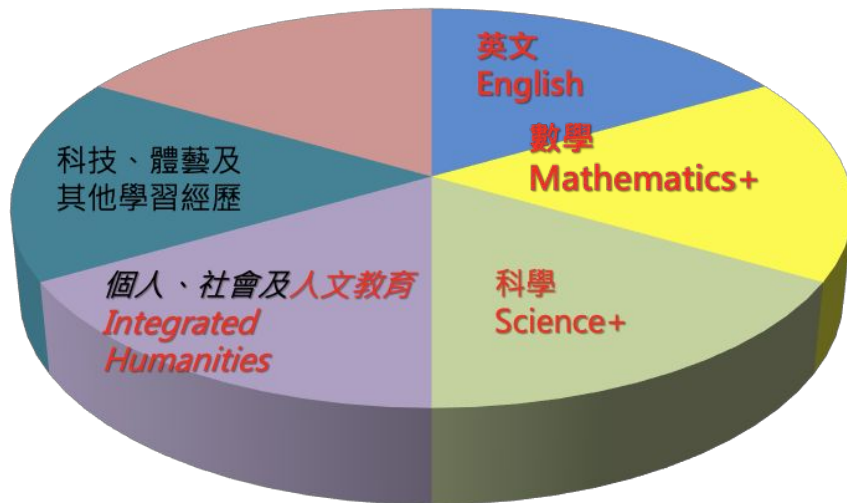 英文
English
數學
Mathematics+
科學
Science+
個人、社會及人文教育
Integrated
Humanities
科技、體藝及
其他學習經歷